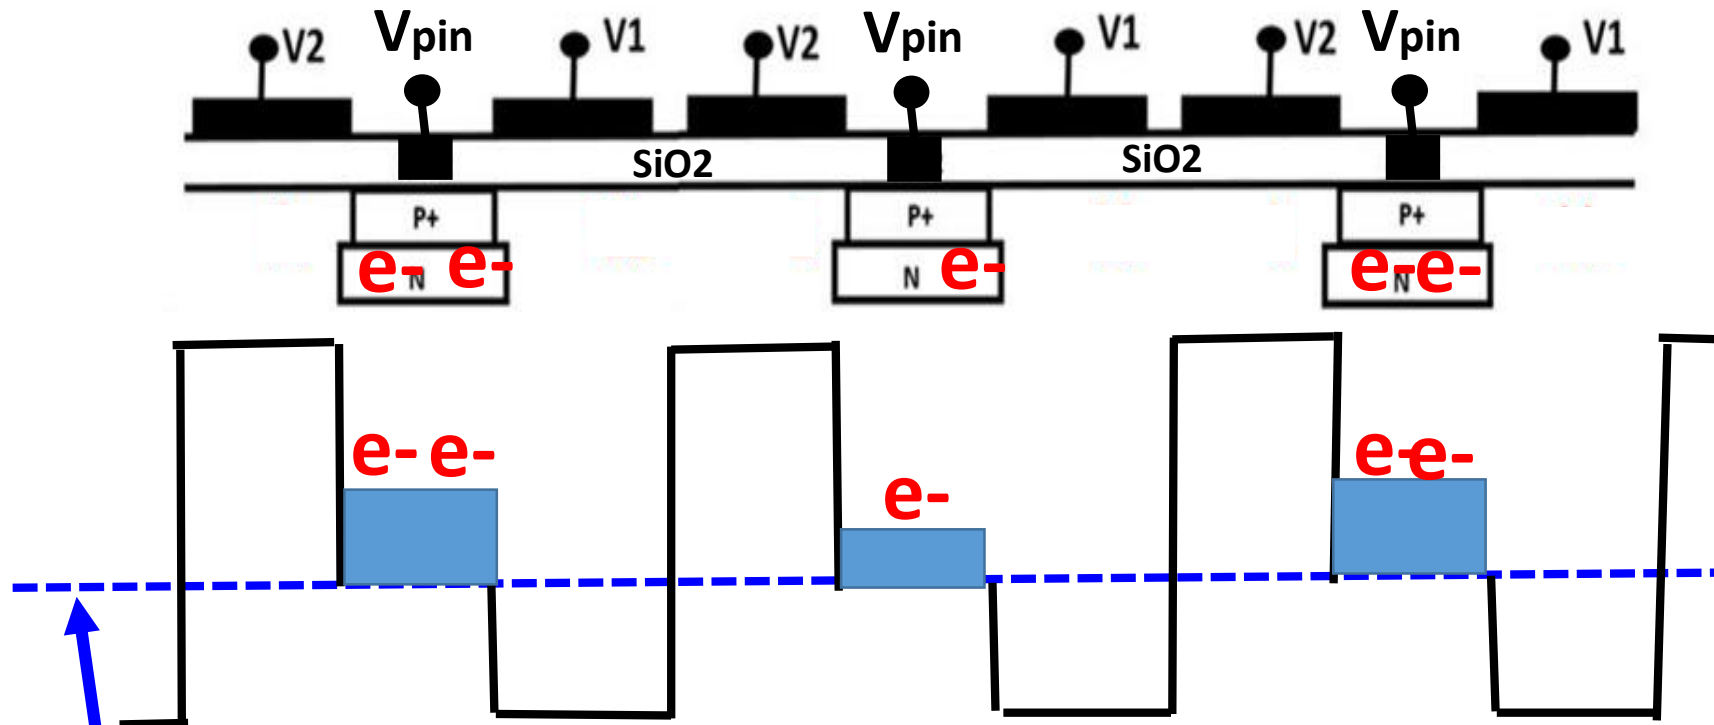 V2 Vpin V1 V2 Vpin V1 V2 Vpin V1
SiO2 SiO2
P+ P+ P+
e- N e- N e- e- N e-
e- e- e- e- e-